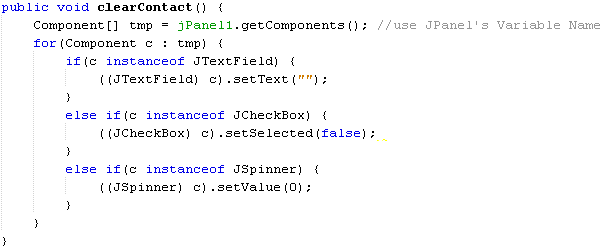 public void clearContact() {
    Component[] tmp = jPanel1.getComponents(); //use JPanel's Variable Name
    for(Component c : tmp) {
        if(c instanceof JTextField) {
            ((JTextField) c).setText("");
        }
        else if(c instanceof JCheckBox) {
            ((JCheckBox) c).setSelected(false);
        }
        else if(c instanceof JSpinner) {
            ((JSpinner) c).setValue(0);
        }
    }
}